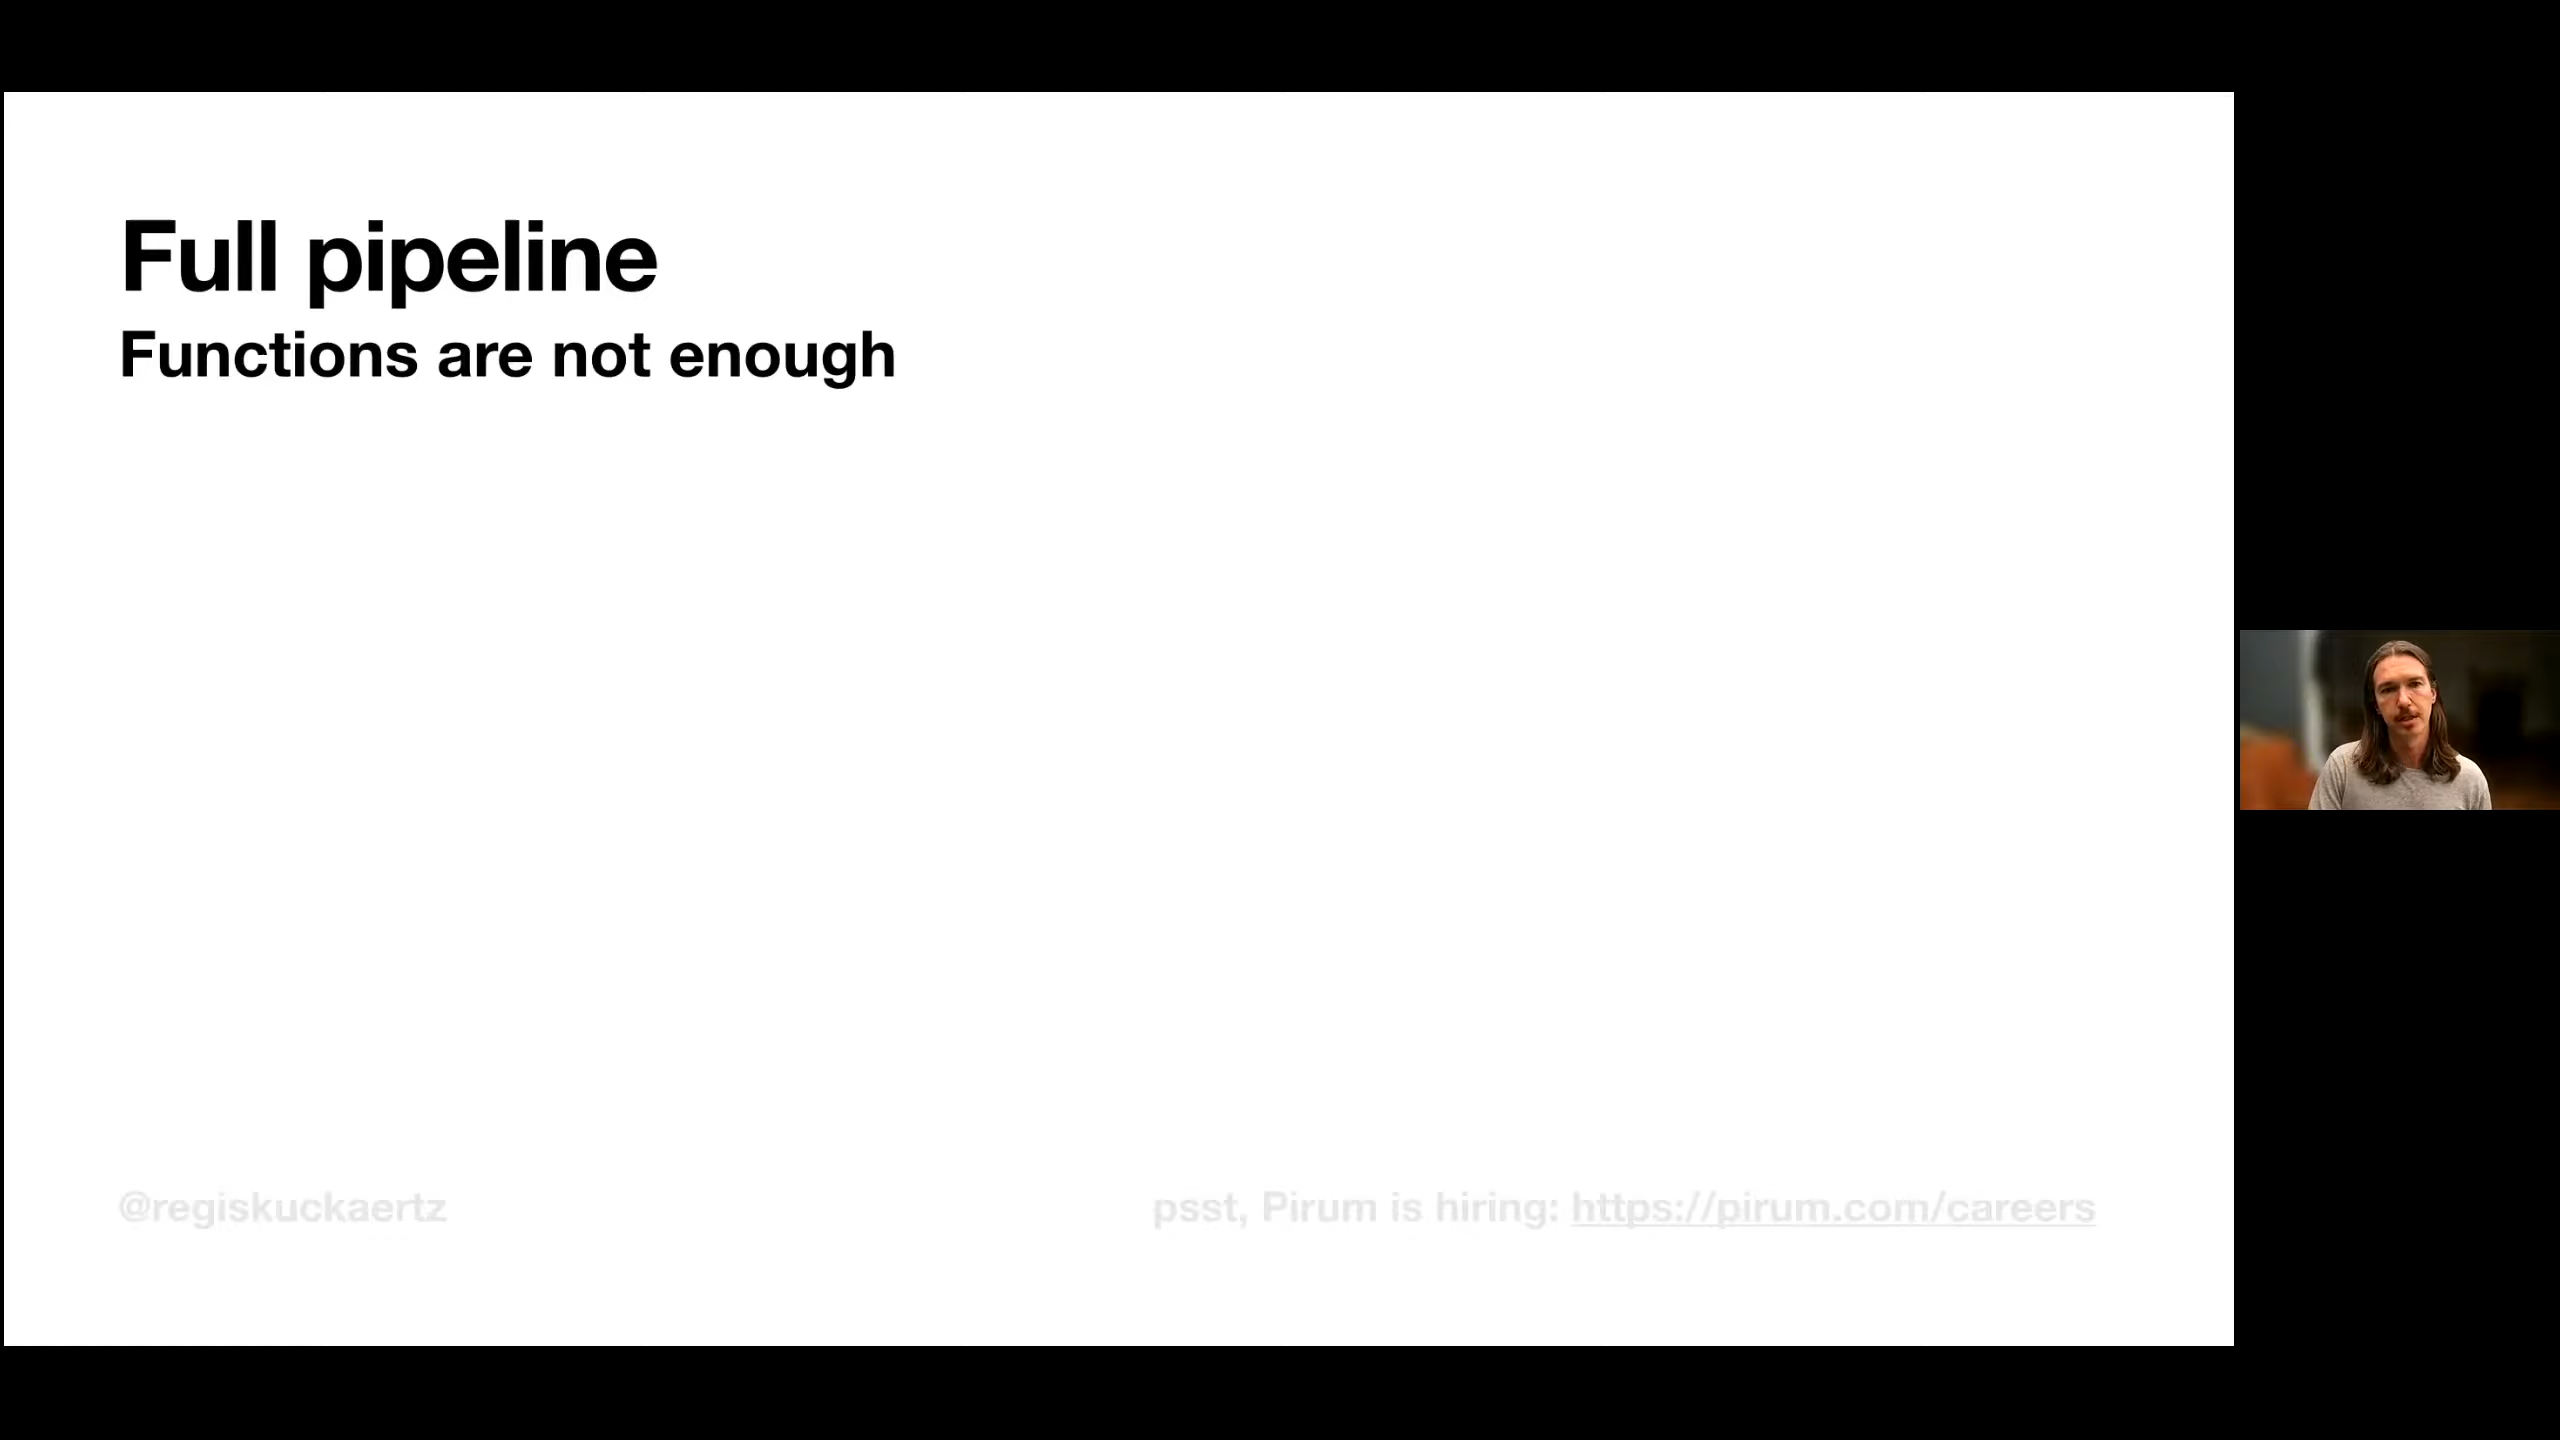 Full pipeline
Functions are not enough
@regiskuckaertz
psst, Pirum is hiring: https://pirum.com/careers